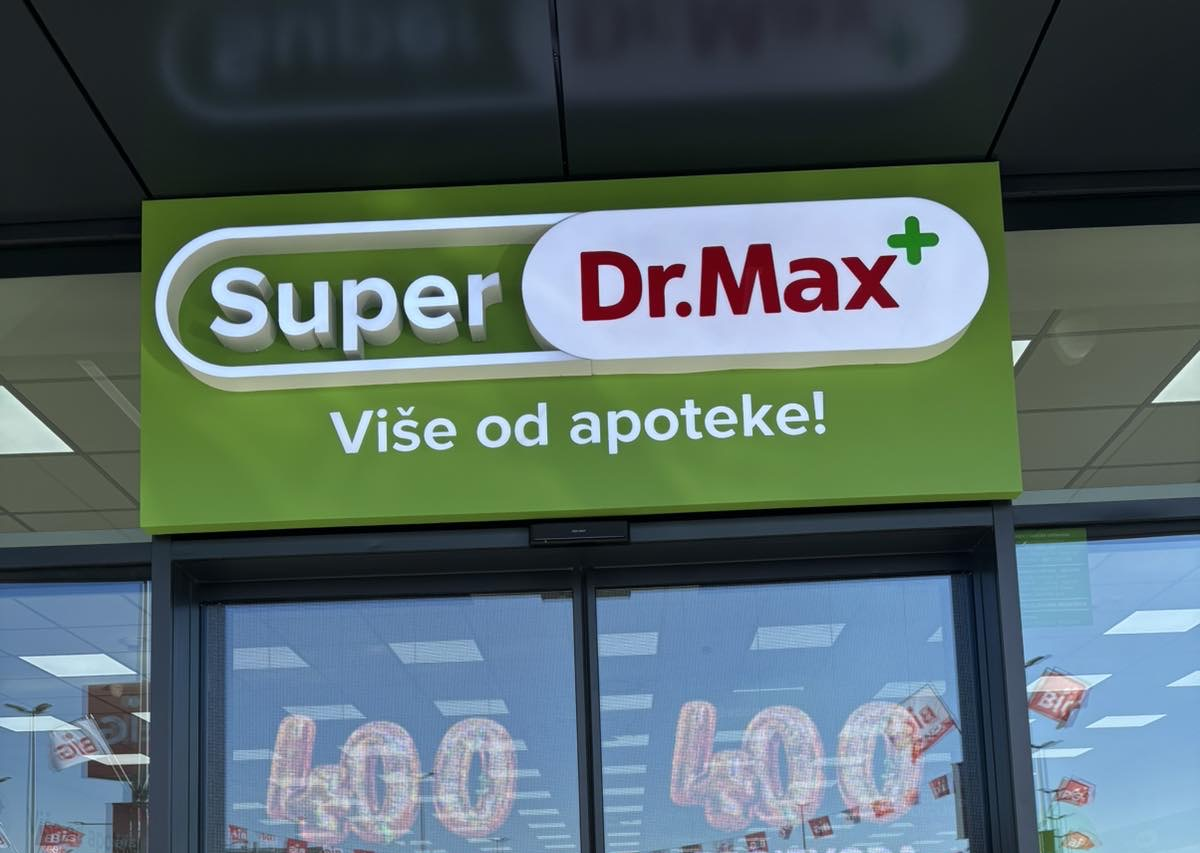 Super Dr.Max+
Više od apoteke!
400
400